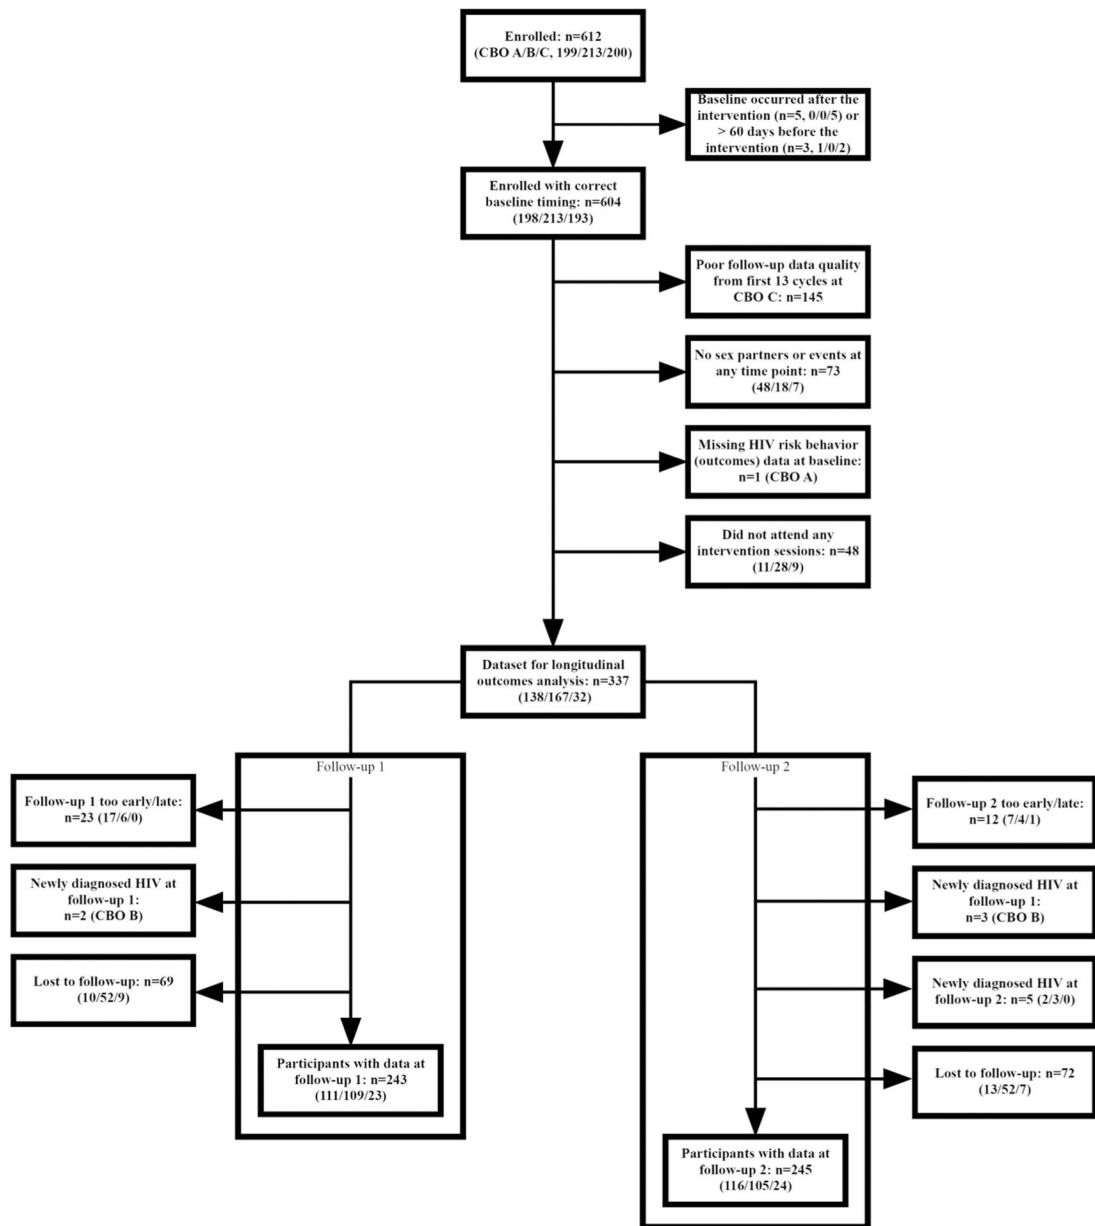 Enrolled: n=612
(CBO A/B/C, 199/213/200)
Baseline occurred after the
intervention (n=5, 0/0/5) or
> 60 days before the
intervention (n=3, 1/0/2)
Enrolled with correct
baseline timing: n=604
(198/213/193)
Poor follow-up data quality
from first 13 cycles at
CBO C: n=145
No sex partners or events at
any time point: n=73
(48/18/7)
Missing HIV risk behavior
(outcomes) data at baseline:
n=1 (CBO A)
Did not attend any
intervention sessions: n=48
(11/28/9)
Dataset for longitudinal
outcomes analysis: n=337
(138/167/32)
Follow-up 1
Follow-up 1 too early/late:
n=23 (17/6/0)
Newly diagnosed HIV at
follow-up 1:
n=2 (CBO B)
Lost to follow-up: n=69
(10/52/9)
Participants with data at
follow-up 1: n=243
(111/109/23)
Follow-up 2
Follow-up 2 too early/late:
n=12 (7/4/1)
Newly diagnosed HIV at
follow-up 1:
n=3 (CBO B)
Newly diagnosed HIV at
follow-up 2: n=5 (2/3/0)
Lost to follow-up: n=72
(13/52/7)
Participants with data at
follow-up 2: n=245
(116/105/24)